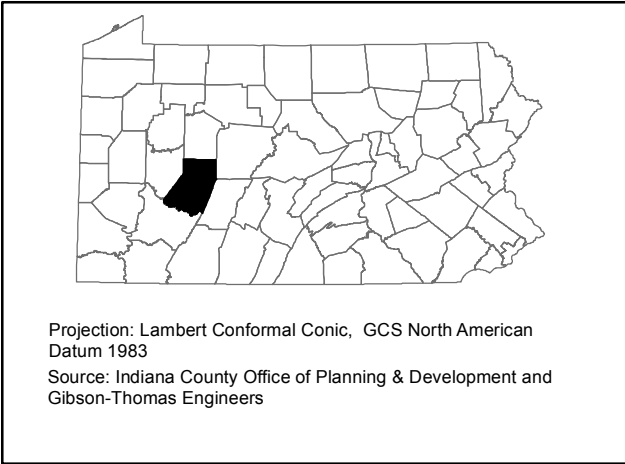 Projection: Lambert Conformal Conic, GCS North American
Datum 1983
Source: Indiana County Office of Planning & Development and
Gibson-Thomas Engineers